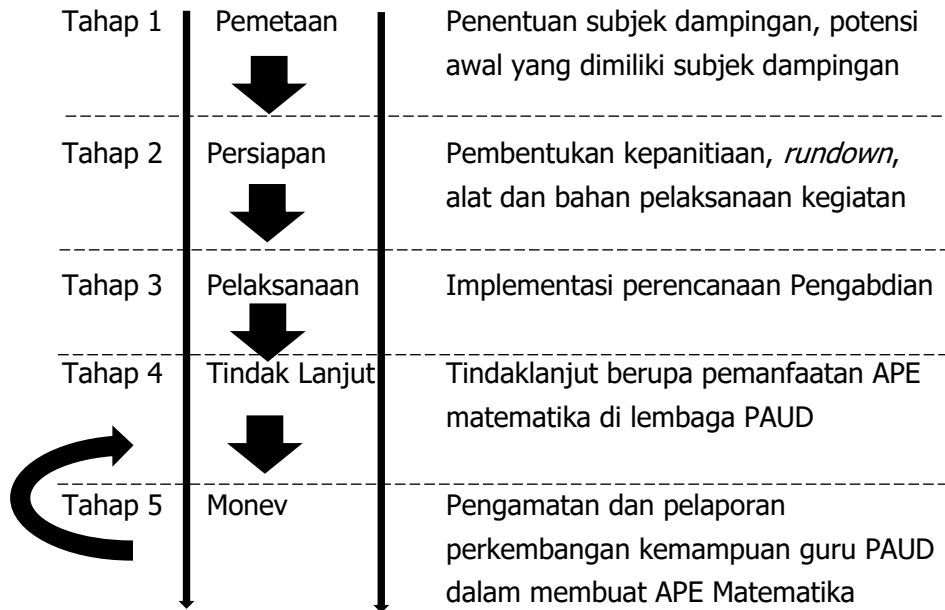 Tahap 1 Pemetaan Penentuan subjek dampingan, potensi
awal yang dimiliki subjek dampingan
Tahap 2 Persiapan Pembentukan kepanitiaan, rundown,
alat dan bahan pelaksanaan kegiatan
Tahap 3 Pelaksanaan Implementasi perencanaan Pengabdian
Tahap 4 Tindak Lanjut Tindaklanjut berupa pemanfaatan APE
matematika di lembaga PAUD
Tahap 5 Monev Pengamatan dan pelaporan
perkembangan kemampuan guru PAUD
dalam membuat APE Matematika